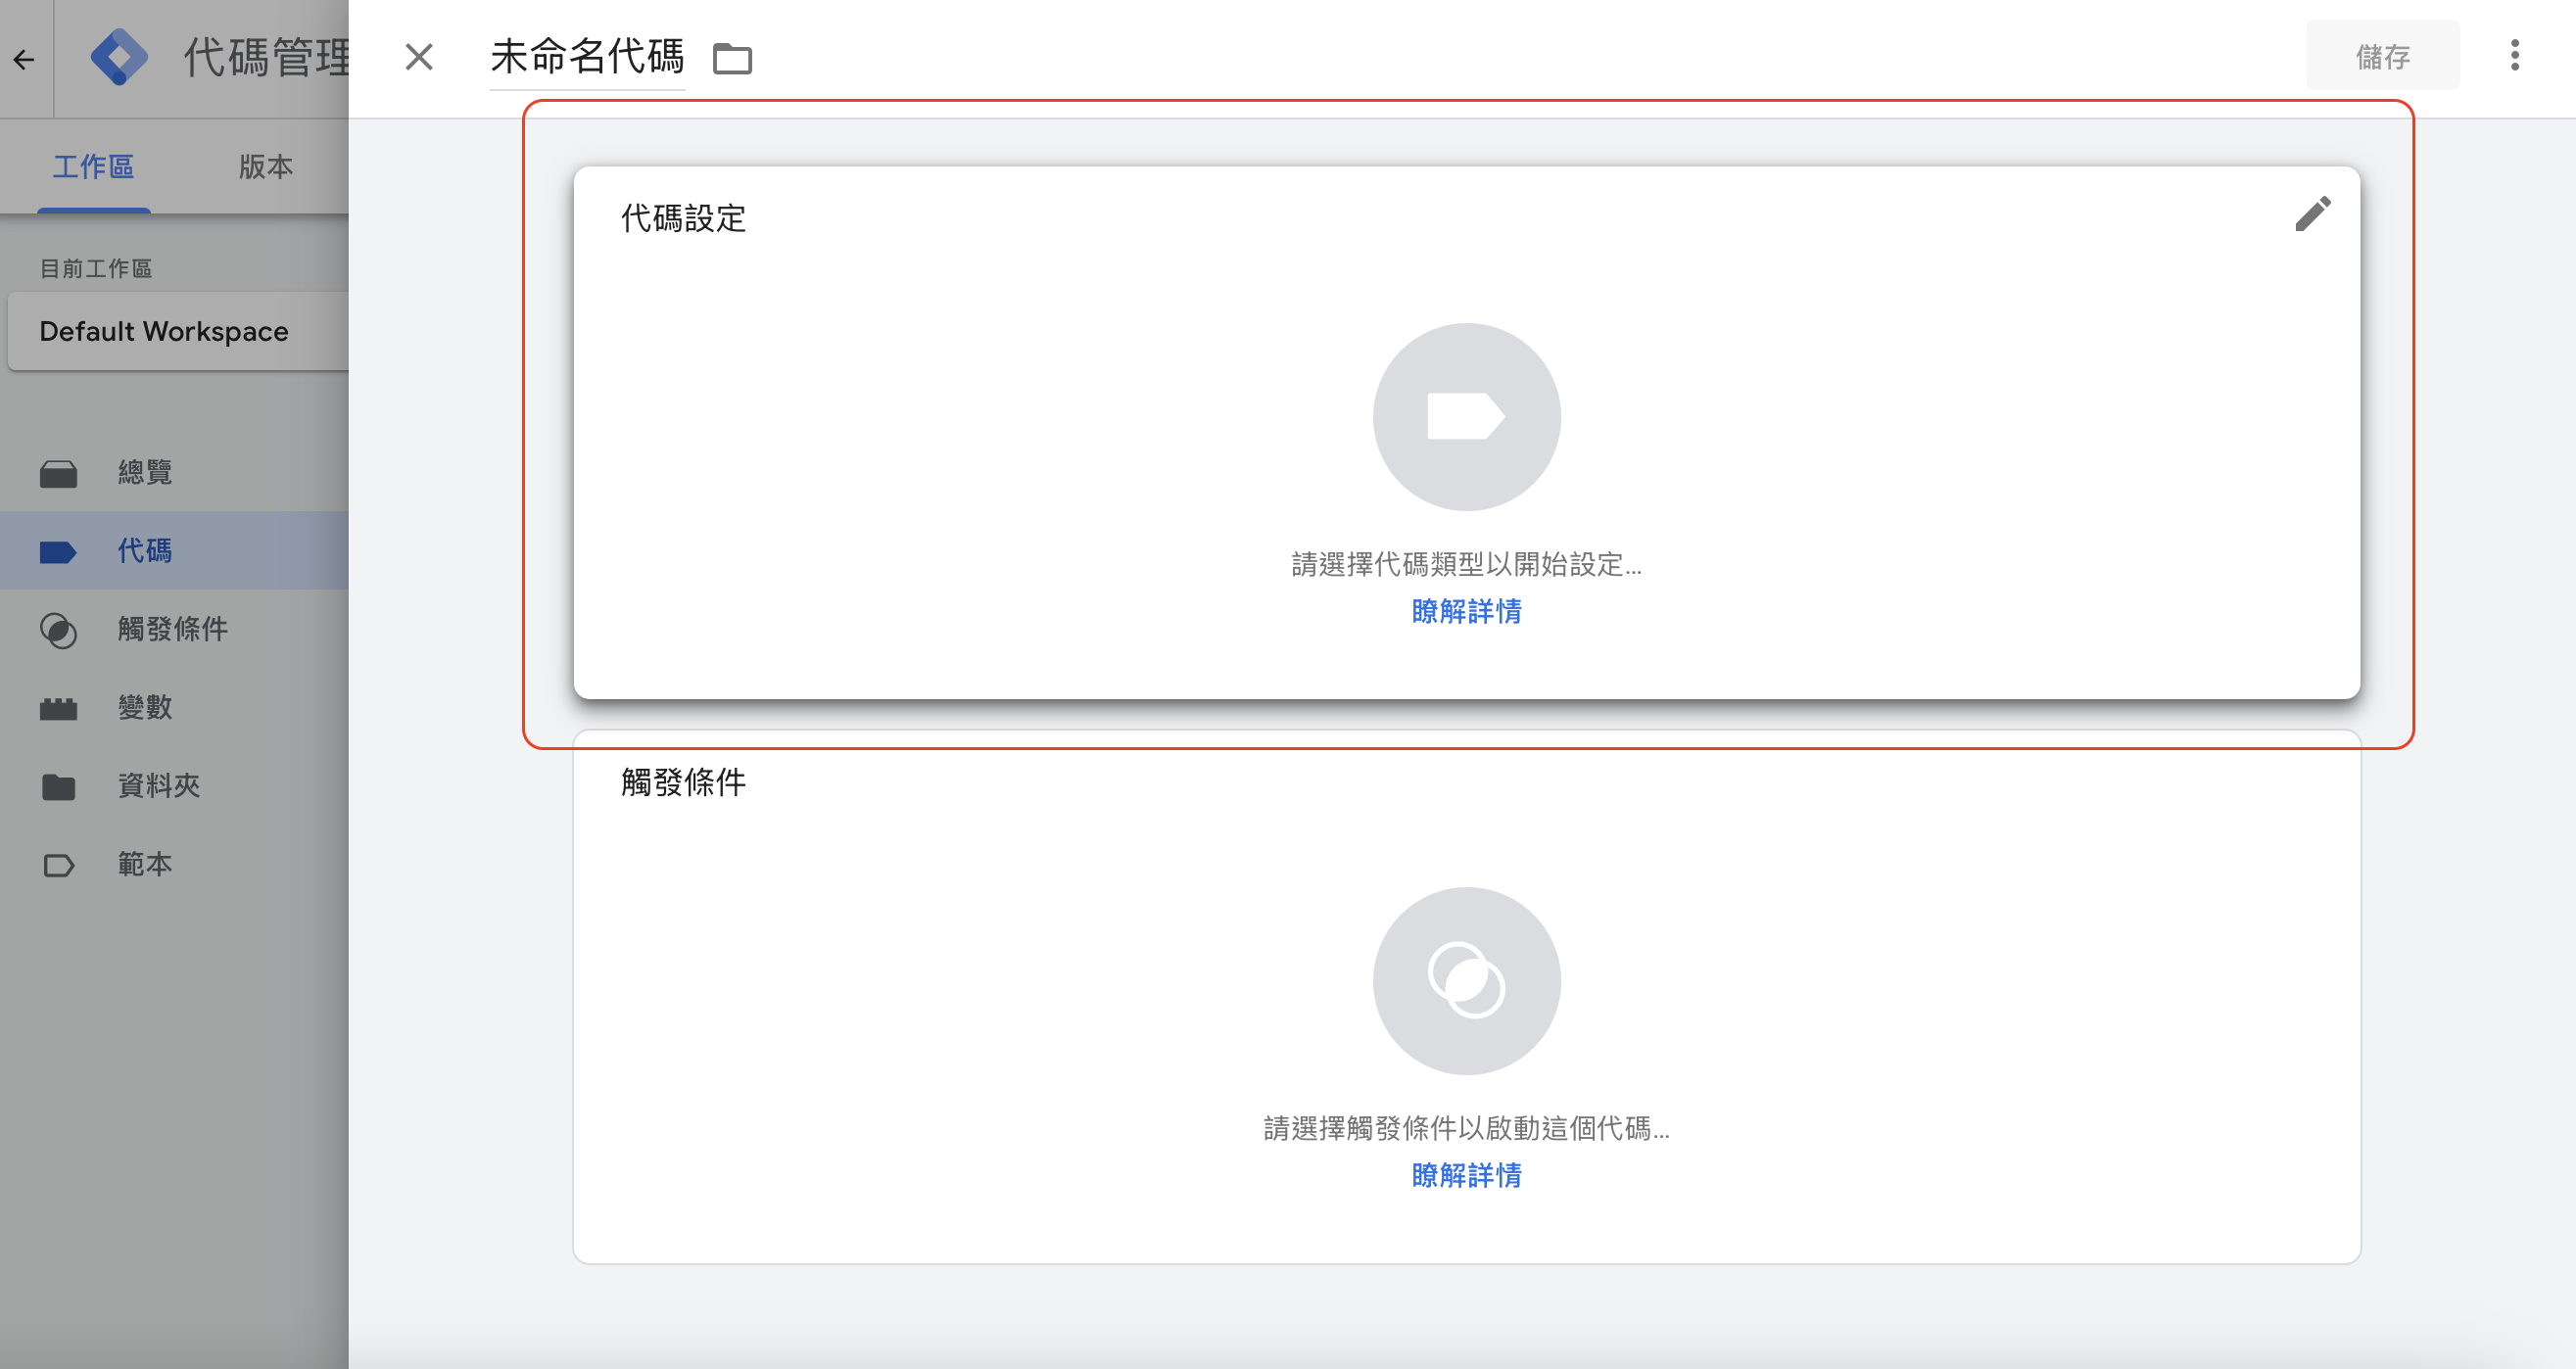 代碼管理
未命名代碼
儲存
工作區
版本
目前工作區
Default Workspace
總覽
代碼
觸發條件
變數
資料夾
範本
代碼設定
請選擇代碼類型以開始設定...
瞭解詳情
觸發條件
請選擇觸發條件以啟動這個代碼...
瞭解詳情